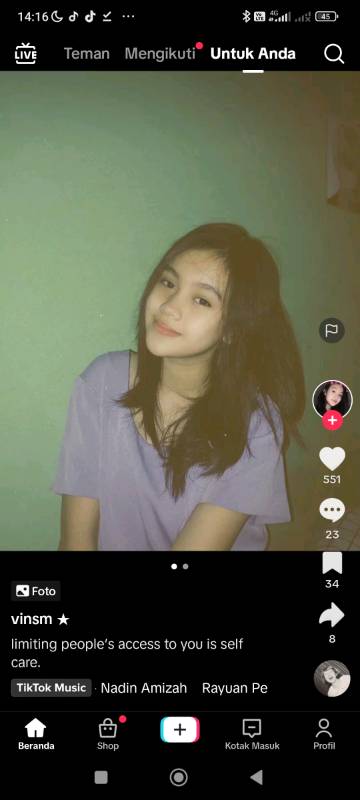 14:16
4G
45
LIVE
Teman Mengikuti Untuk Anda
551
23
34
8
Foto
vinsm ★
limiting people's access to you is self
care.
TikTok Music · Nadin Amizah Rayuan Pe
Beranda Shop Kotak Masuk Profil